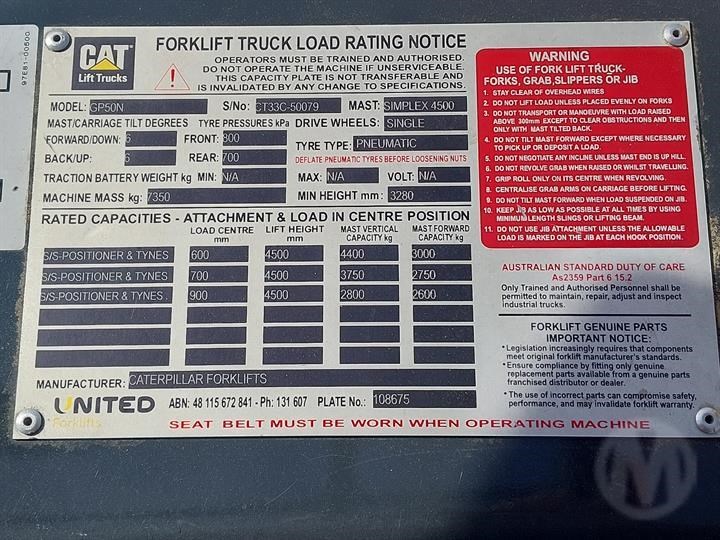 97E81-00500
CAT
Lift Trucks
FORKLIFT TRUCK LOAD RATING NOTICE
OPERATORS MUST BE TRAINED AND AUTHORISED.
DO NOT OPERATE THE MACHINE IF UNSERVICEABLE.
THIS CAPACITY PLATE IS NOT TRANSFERABLE AND
IS INVALIDATED BY ANY CHANGE TO SPECIFICATIONS.
MODEL: GP50N S/No: CT33C-50079 MAST: SIMPLEX 4500
MAST/CARRIAGE TILT DEGREES TYRE PRESSURES kPa DRIVE WHEELS: SINGLE
FORWARD/DOWN: 6 FRONT: 800 TYRE TYPE: PNEUMATIC
BACK/UP: 6 REAR: 700 DEFLATE PNEUMATIC TYRES BEFORE LOOSENING NUTS
TRACTION BATTERY WEIGHT kg MIN: N/A MAX: N/A VOLT: N/A
MACHINE MASS kg: 7350 MIN HEIGHT mm: 3280
RATED CAPACITIES - ATTACHMENT & LOAD IN CENTRE POSITION
LOAD CENTRE mm LIFT HEIGHT mm MAST VERTICAL CAPACITY kg MAST FORWARD CAPACITY kg
S/S-POSITIONER & TYNES 600 4500 4400 3000
S/S-POSITIONER & TYNES 700 4500 3750 2750
S/S-POSITIONER & TYNES . 900 4500 2800 2600
MANUFACTURER: CATERPILLAR FORKLIFTS
UNITED
Forklifts
ABN: 48 115 672 841 - Ph: 131 607 PLATE No.: 108675
SEAT BELT MUST BE WORN WHEN OPERATING MACHINE
WARNING
USE OF FORK LIFT TRUCK-
FORKS, GRAB, SLIPPERS OR JIB
1. STAY CLEAR OF OVERHEAD WIRES
2. DO NOT LIFT LOAD UNLESS PLACED EVENLY ON FORKS
3. DO NOT TRANSPORT OR MANOEUVRE WITH LOAD RAISED
ABOVE 300mm EXCEPT TO CLEAR OBSTRUCTIONS AND THEN
ONLY WITH MAST TILTED BACK.
4. DO NOT TILT MAST FORWARD EXCEPT WHERE NECESSARY
TO PICK UP OR DEPOSIT A LOAD.
5. DO NOT NEGOTIATE ANY INCLINE UNLESS MAST END IS UP HILL.
6. DO NOT REVOLVE GRAB WHEN RAISED OR WHILST TRAVELLING.
7. GRIP ROLL ONLY ON ITS CENTRE WHEN REVOLVING.
8. CENTRALISE GRAB ARMS ON CARRIAGE BEFORE LIFTING.
9. DO NOT TILT MAST FORWARD WHEN LOAD SUSPENDED ON JIB.
10. KEEP JIB AS LOW AS POSSIBLE AT ALL TIMES BY USING
MINIMUM LENGTH SLINGS OR LIFTING BEAM.
11. DO NOT USE JIB ATTACHMENT UNLESS THE ALLOWABLE
LOAD IS MARKED ON THE JIB AT EACH HOOK POSITION.
AUSTRALIAN STANDARD DUTY OF CARE
As2359 Part 6 15.2
Only Trained and Authorised Personnel shall be
permitted to maintain, repair, adjust and inspect
industrial trucks.
FORKLIFT GENUINE PARTS
IMPORTANT NOTICE:
• Legislation increasingly requires that components
meet original forklift manufacturer's standards.
• Ensure compliance by fitting only genuine
replacement parts available from a genuine parts
franchised distributor or dealer.
• The use of incorrect parts can compromise safety,
performance, and may invalidate forklift warranty.